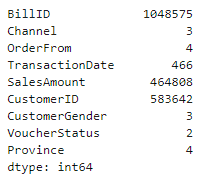 BillID 1048575
Channel 3
OrderFrom 4
TransactionDate 466
SalesAmount 464808
CustomerID 583642
CustomerGender 3
VoucherStatus 2
Province 4
dtype: int64